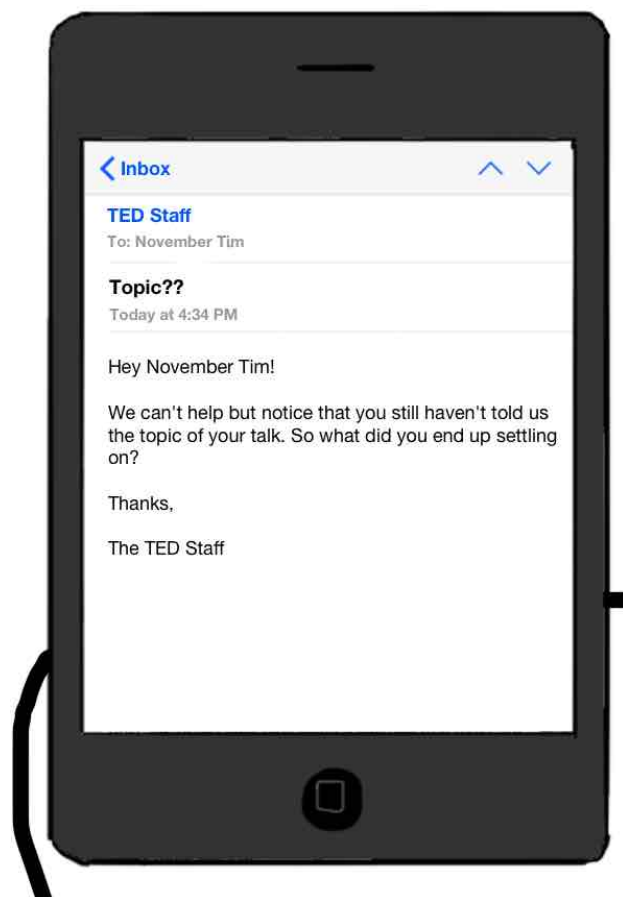 Inbox
TED Staff
To: November Tim
Topic??
Today at 4:34 PM
Hey November Tim!
We can't help but notice that you still haven't told us
the topic of your talk. So what did you end up settling
on?
Thanks,
The TED Staff